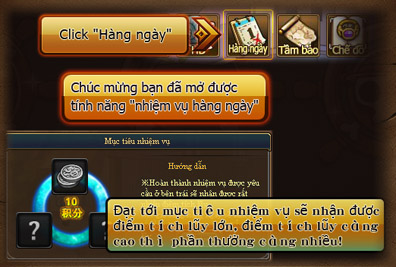 Click "Hàng ngày"
Hàng ngày
Tầm bảo
Chế độ
Chúc mừng bạn đã mở được
tính năng "nhiệm vụ hàng ngày"
Mục tiêu nhiệm vụ
Hướng dẫn
※Hoàn thành nhiệm vụ được yêu
cầu ở bên trái sẽ nhận được rất
10
积分
?
?
Đạt tới mục tiêu nhiệm vụ sẽ nhận được
điểm tích lũy lớn, điểm tích lũy càng
cao thì phần thưởng càng nhiều!